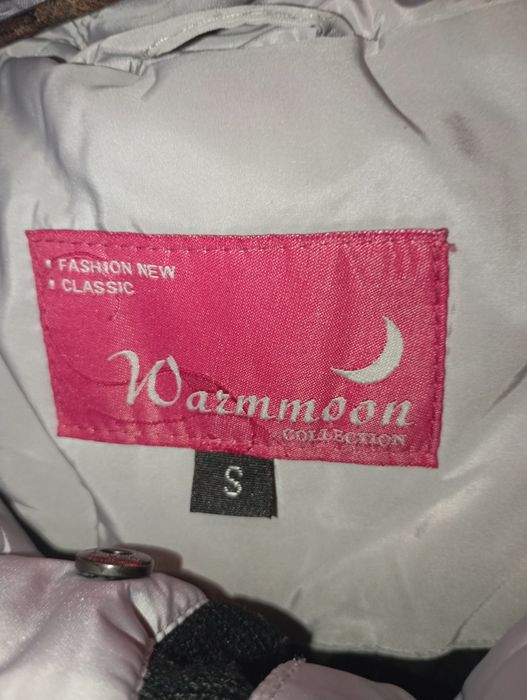 • FASHION NEW
• CLASSIC
Warmmoon
COLLECTION
S